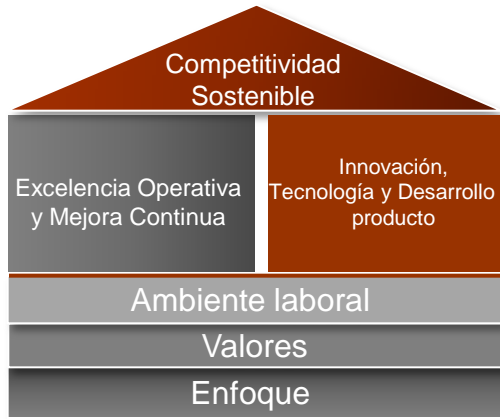 Competitividad
Sostenible
Excelencia Operativa
y Mejora Continua
Innovación,
Tecnología y Desarrollo
producto
Ambiente laboral
Valores
Enfoque